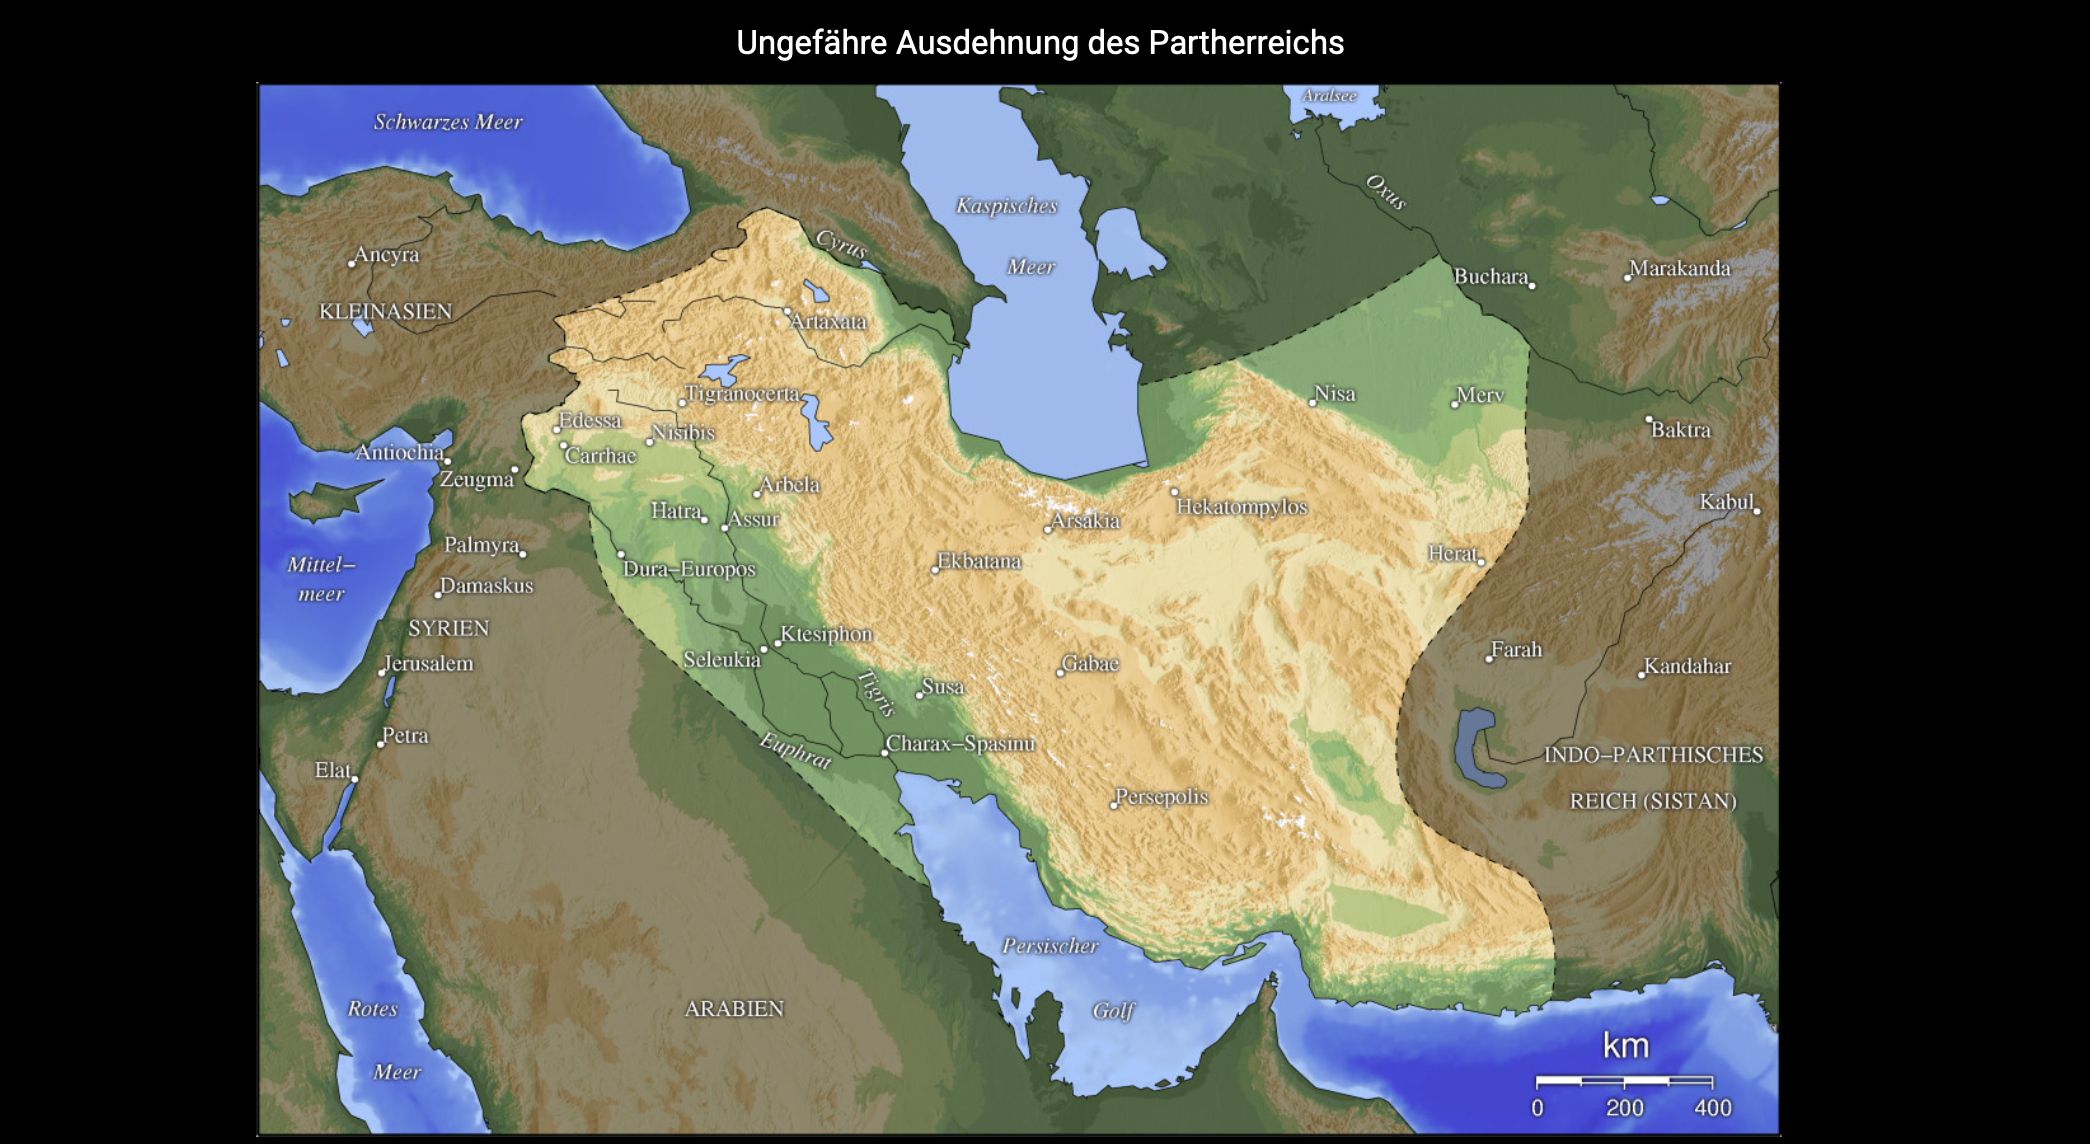 Ungefähre Ausdehnung des Partherreichs
Aralsee
Schwarzes Meer
Oxus
Kaspisches
Meer
Cyrus
Ancyra
Buchara
Marakanda
KLEINASIEN
Artaxata
Tigranocerta
Nisa
Merv
Edessa
Nisibis
Baktra
Antiochia
Carrhae
Zeugma
Arbela
Kabul
Hatra
Assur
Arsakia
Hekatompylos
Palmyra
Herat
Mittel–
meer
Dura–Europos
Ekbatana
Damaskus
SYRIEN
Ktesiphon
Farah
Jerusalem
Seleukia
Gabae
Kandahar
Tigris
Susa
Petra
Euphrat
Charax–Spasinu
INDO–PARTHISCHES
REICH (SISTAN)
Elat
Persepolis
Persischer
Golf
Rotes
Meer
ARABIEN
km
0 200 400